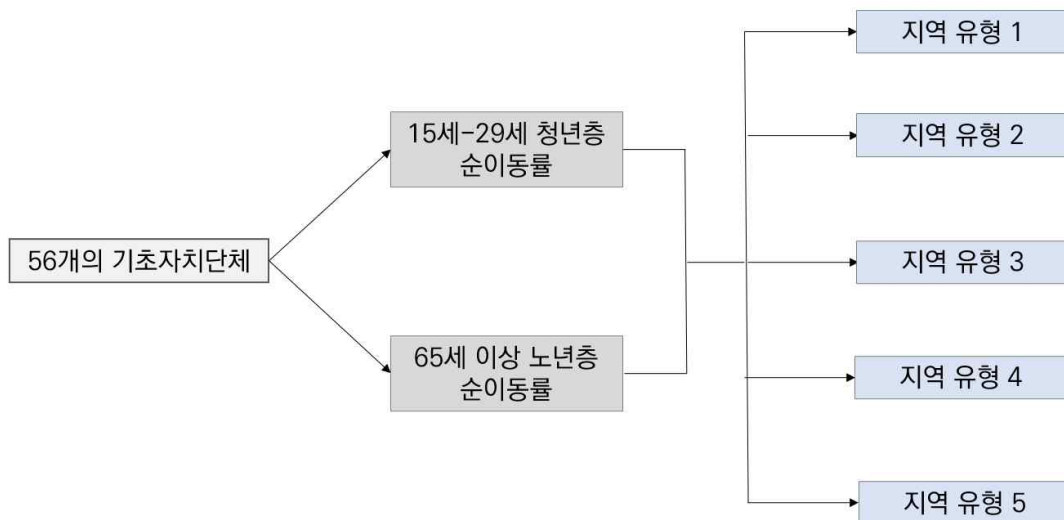 56개의 기초자치단체
15세-29세 청년층
순이동률
65세 이상 노년층
순이동률
지역 유형 1
지역 유형 2
지역 유형 3
지역 유형 4
지역 유형 5